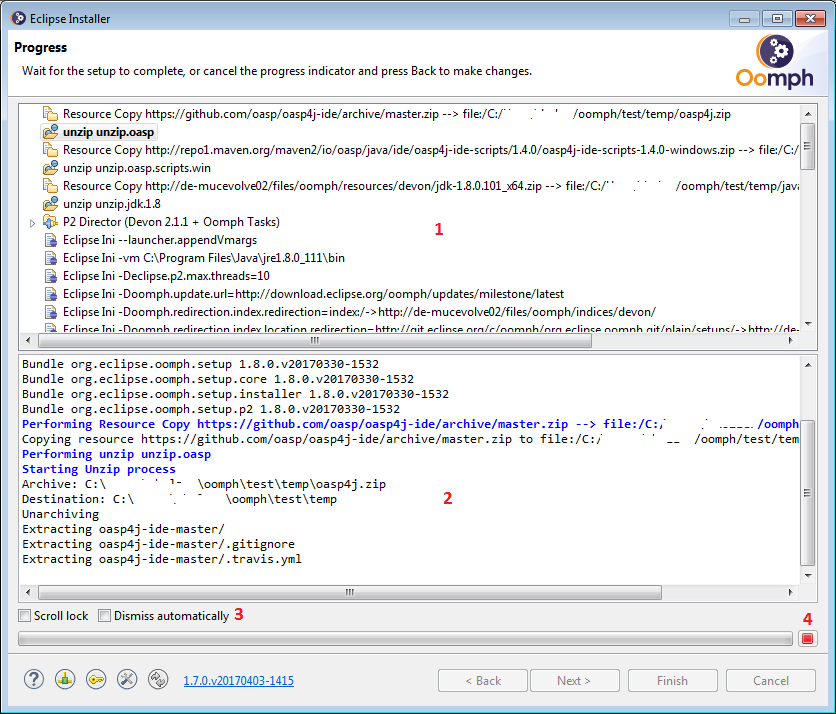 Eclipse Installer
Progress
Wait for the setup to complete, or cancel the progress indicator and press Back to make changes.
Oomph
Resource Copy https://github.com/oasp/oasp4j-ide/archive/master.zip --> file:/C:/ /oomph/test/temp/oasp4j.zip
unzip unzip.oasp
Resource Copy http://repo1.maven.org/maven2/io/oasp/java/ide/oasp4j-ide-scripts/1.4.0/oasp4j-ide-scripts-1.4.0-windows.zip --> file:/C:/
unzip unzip.oasp.scripts.win
Resource Copy http://de-mucevolve02/files/oomph/resources/devon/jdk-1.8.0.101_x64.zip --> file:/C:/ /oomph/test/temp/java
unzip unzip.jdk.1.8
P2 Director (Devon 2.1.1 + Oomph Tasks)
1
Eclipse Ini --launcher.appendVmargs
Eclipse Ini -vm C:\Program Files\Java\jre1.8.0_111\bin
Eclipse Ini -Declipse.p2.max.threads=10
Eclipse Ini -Doomph.update.url=http://download.eclipse.org/oomph/updates/milestone/latest
Eclipse Ini -Doomph.redirection.index.redirection=index:/->http://de-mucevolve02/files/oomph/indices/devon/
Eclipse Ini -Doomph.redirection.index.location.redirection=http://git.eclipse.org/c/oomph/org.eclipse.oomph.git/plain/setups/->http://de-
Bundle org.eclipse.oomph.setup 1.8.0.v20170330-1532
Bundle org.eclipse.oomph.setup.core 1.8.0.v20170330-1532
Bundle org.eclipse.oomph.setup.installer 1.8.0.v20170330-1532
Bundle org.eclipse.oomph.setup.p2 1.8.0.v20170330-1532
Performing Resource Copy https://github.com/oasp/oasp4j-ide/archive/master.zip --> file:/C:/ /oomph
Copying resource https://github.com/oasp/oasp4j-ide/archive/master.zip to file:/C:/ /oomph/test/tem
Performing unzip unzip.oasp
Starting Unzip process
Archive: C:\ \oomph\test\temp\oasp4j.zip
Destination: C:\ \oomph\test\temp
2
Unarchiving
Extracting oasp4j-ide-master/
Extracting oasp4j-ide-master/.gitignore
Extracting oasp4j-ide-master/.travis.yml
Scroll lock Dismiss automatically 3
4
1.7.0.v20170403-1415
< Back Next > Finish Cancel